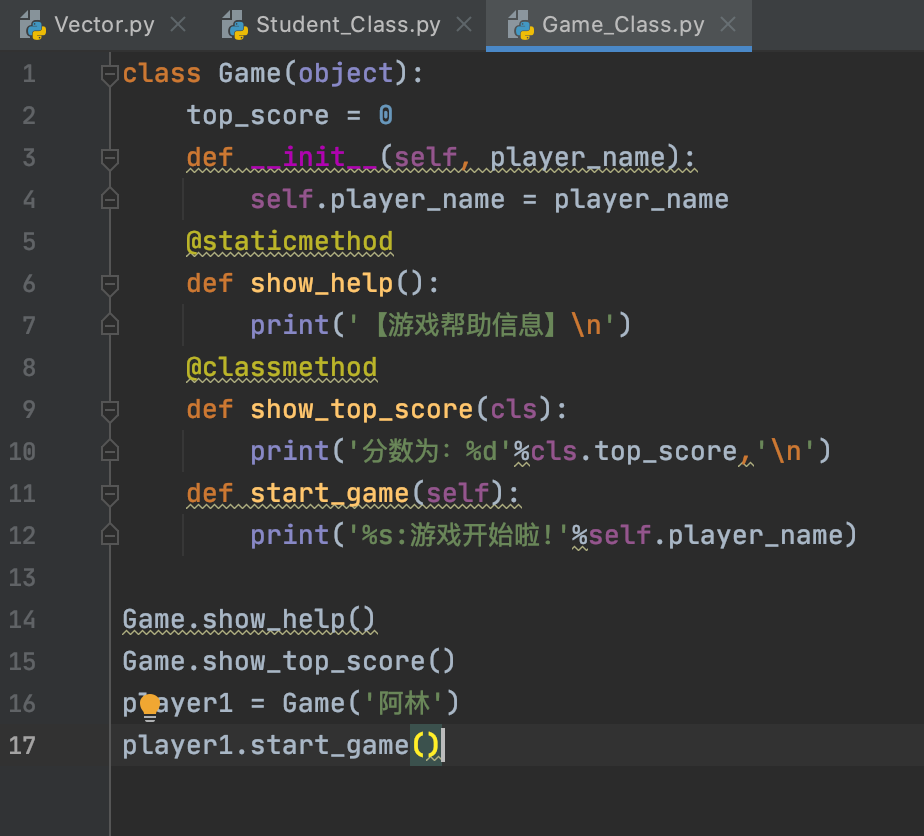 Vector.py Student_Class.py Game_Class.py
1 class Game(object):
2     top_score = 0
3     def __init__(self, player_name):
4         self.player_name = player_name
5     @staticmethod
6     def show_help():
7         print('【游戏帮助信息】\n')
8     @classmethod
9     def show_top_score(cls):
10         print('分数为：%d'%cls.top_score,'\n')
11     def start_game(self):
12         print('%s:游戏开始啦!'%self.player_name)
13
14 Game.show_help()
15 Game.show_top_score()
16 player1 = Game('阿林')
17 player1.start_game()